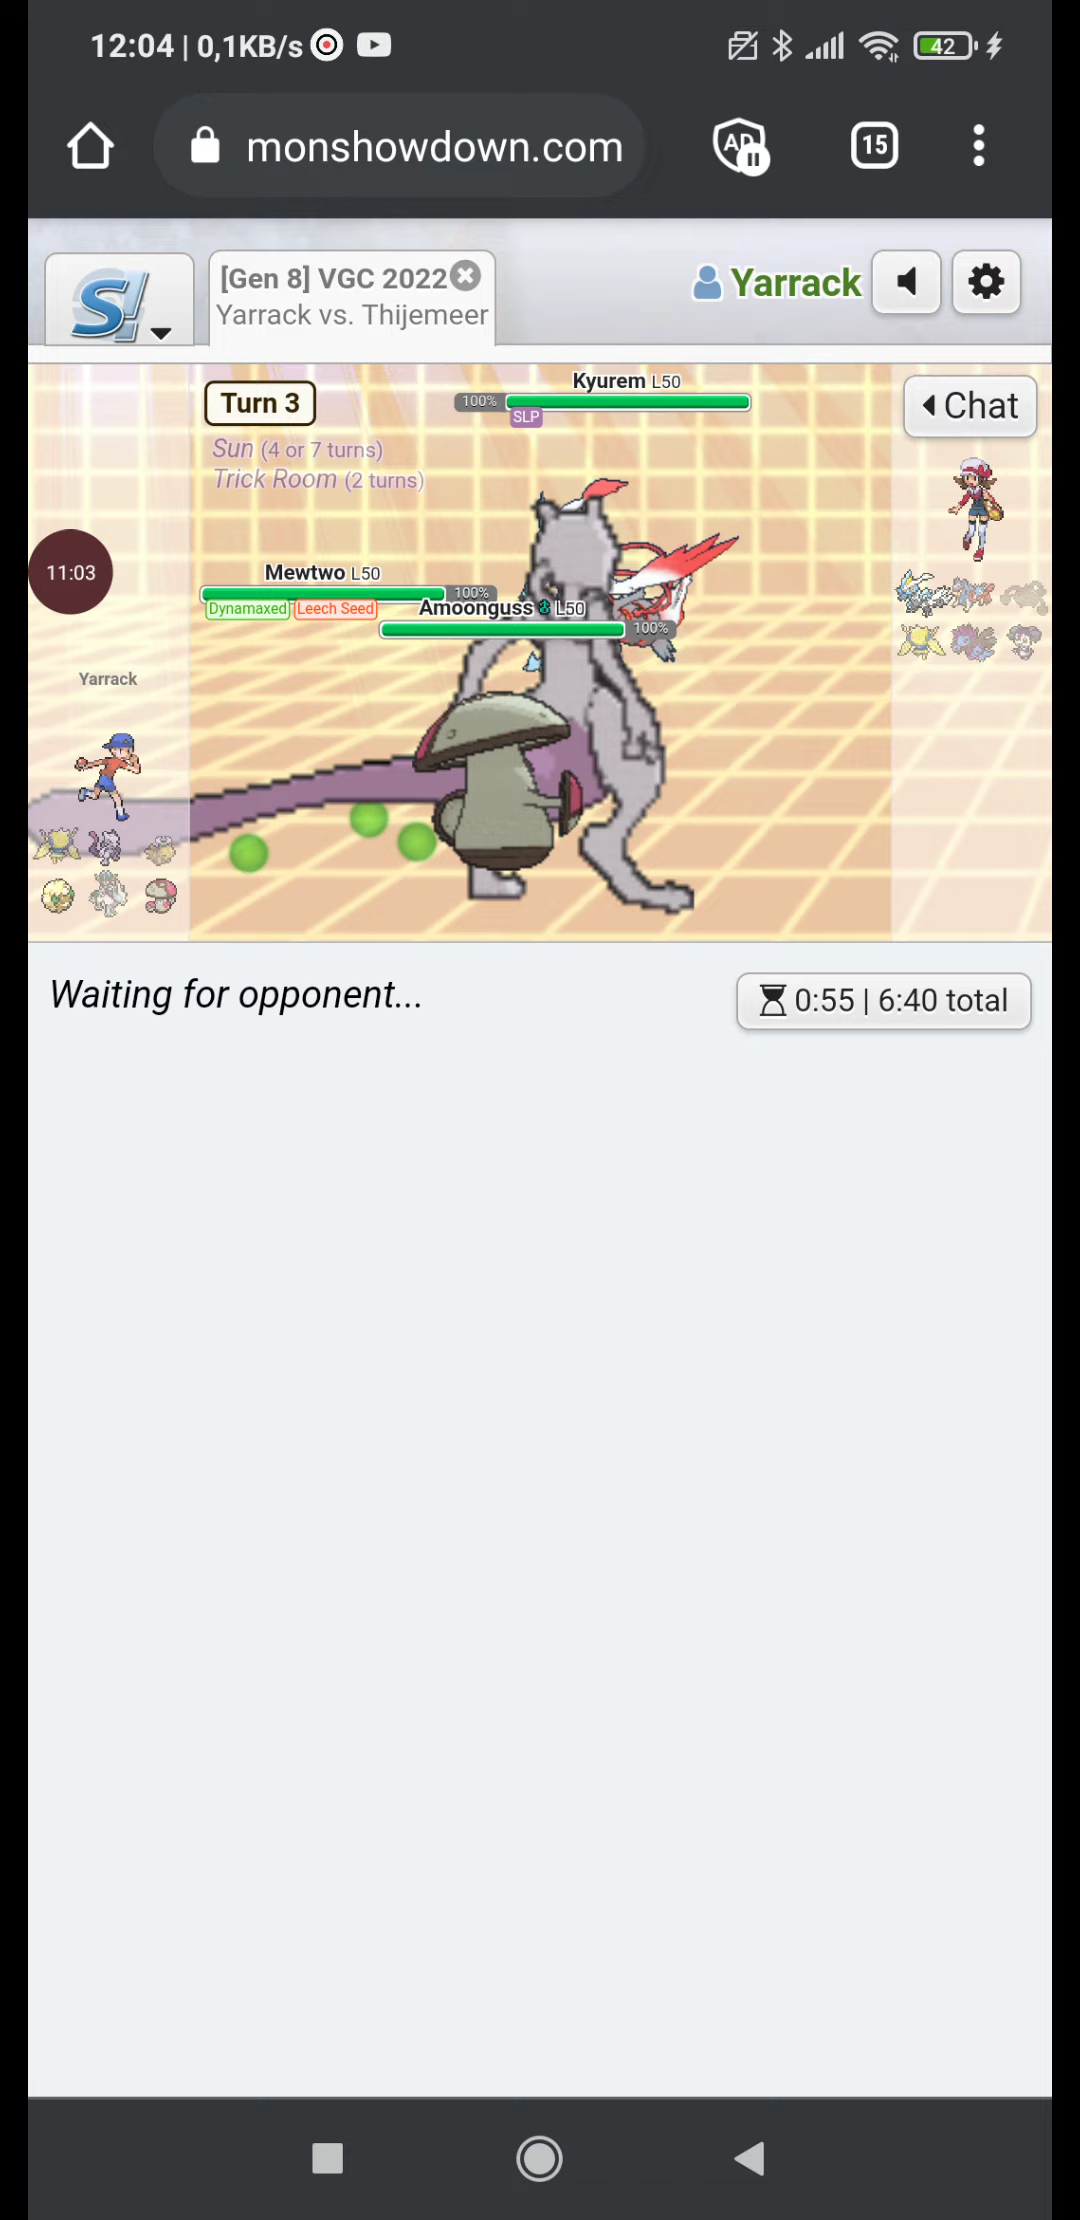 12:04 | 0,1KB/s
42
monshowdown.com
AD
15
S!
[Gen 8] VGC 2022
Yarrack vs. Thijemeer
Yarrack
Turn 3
Kyurem L50
100%
SLP
Chat
Sun (4 or 7 turns)
Trick Room (2 turns)
11:03
Mewtwo L50
100%
Dynamaxed
Leech Seed
Amoonguss L50
100%
Yarrack
Waiting for opponent...
0:55 | 6:40 total